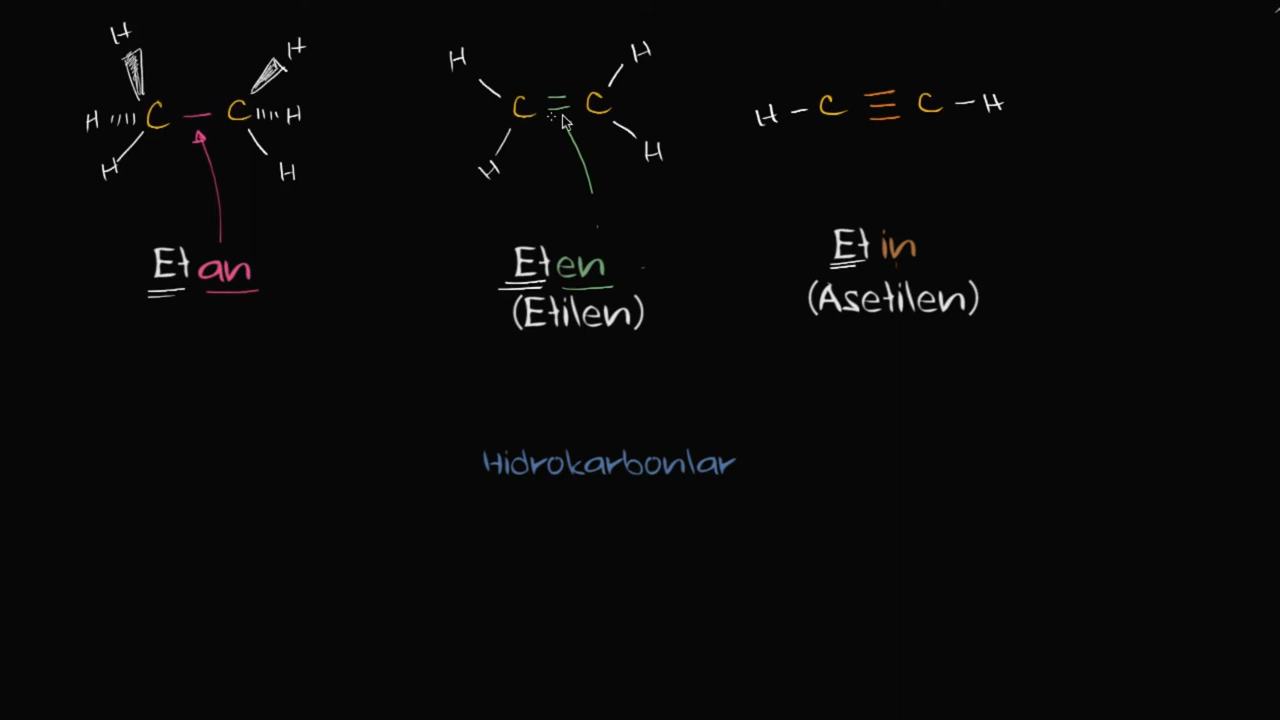 H H
H C C H
H H
H H
C C
H H
H - C ≡ C - H
Etan
Eten
(Etilen)
Etin
(Asetilen)
Hidrokarbonlar